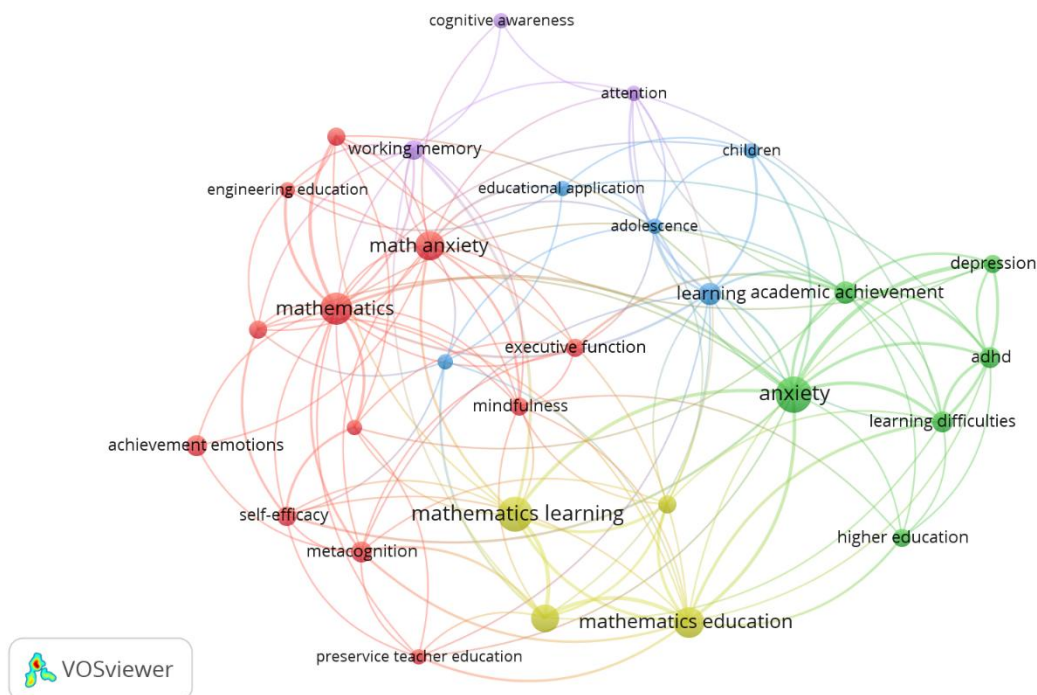 cognitive awareness
attention
working memory
children
engineering education
educational application
adolescence
math anxiety
depression
learning
academic achievement
mathematics
executive function
adhd
anxiety
mindfulness
learning difficulties
achievement emotions
mathematics learning
self-efficacy
higher education
metacognition
mathematics education
preservice teacher education
VOSviewer